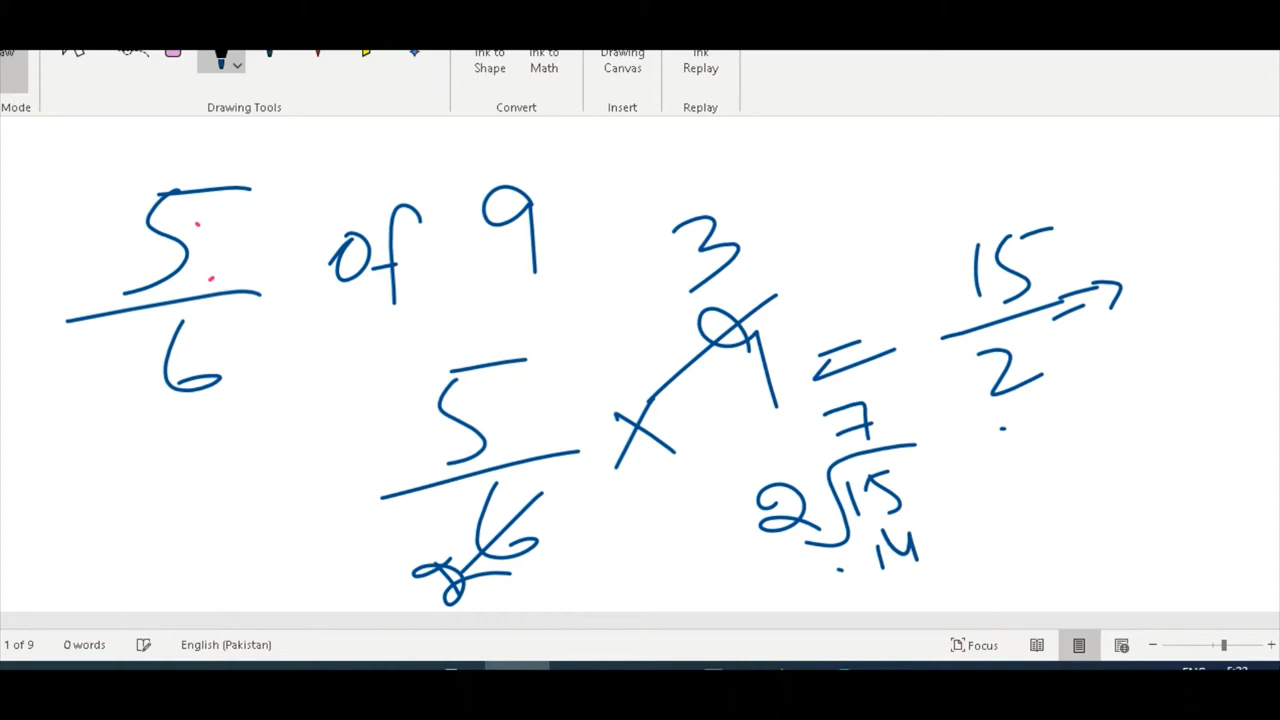 Mode
Ink to Shape
Ink to Math
Drawing Canvas
Ink Replay
Drawing Tools
Convert
Insert
Replay
5/6 of 9
5/6 × 9 = 15/2
3
2
7
2 15
14
1 of 9
0 words
English (Pakistan)
Focus